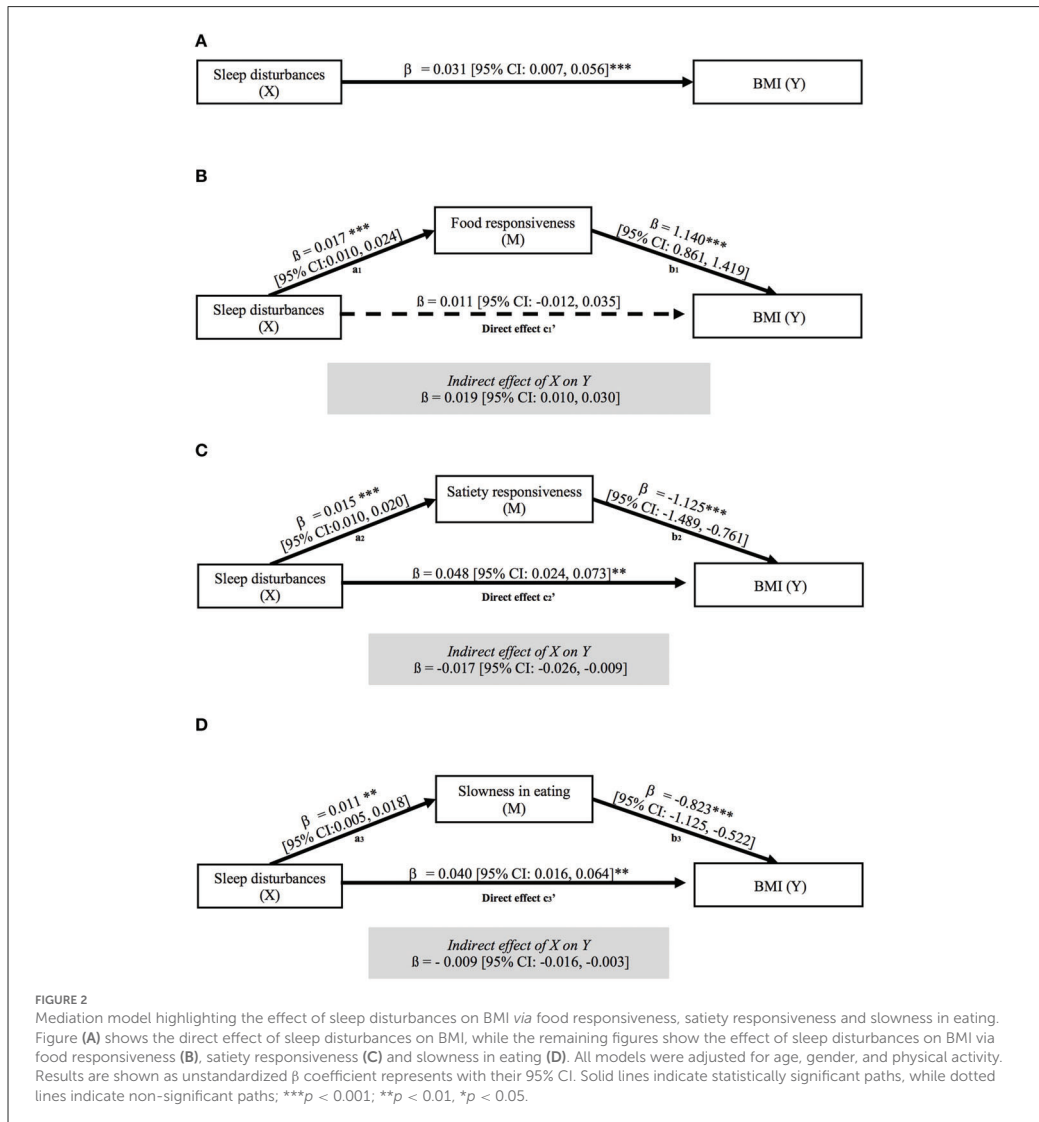 A
Sleep disturbances
(X)
β = 0.031 [95% CI: 0.007, 0.056]***
BMI (Y)
B
Food responsiveness
(M)
ß = 0.017 ***
[95% CI:0.010, 0.024]
a1
ß = 1.140***
[95% CI: 0.861, 1.419]
b1
Sleep disturbances
(X)
ß = 0.011 [95% CI: -0.012, 0.035]
Direct effect c1'
BMI (Y)
Indirect effect of X on Y
ß = 0.019 [95% CI: 0.010, 0.030]
C
Satiety responsiveness
(M)
β = 0.015 ***
[95% CI:0.010, 0.020]
a2
β = -1.125***
[95% CI: -1.489, -0.761]
b2
Sleep disturbances
(X)
ß = 0.048 [95% CI: 0.024, 0.073]**
Direct effect c2'
BMI (Y)
Indirect effect of X on Y
ß = -0.017 [95% CI: -0.026, -0.009]
D
Slowness in eating
(M)
β = 0.011 **
[95% CI:0.005, 0.018]
a3
β = -0.823***
[95% CI: -1.125, -0.522]
b3
Sleep disturbances
(X)
β = 0.040 [95% CI: 0.016, 0.064]**
Direct effect c3'
BMI (Y)
Indirect effect of X on Y
ß = - 0.009 [95% CI: -0.016, -0.003]
FIGURE 2
Mediation model highlighting the effect of sleep disturbances on BMI via food responsiveness, satiety responsiveness and slowness in eating.
Figure (A) shows the direct effect of sleep disturbances on BMI, while the remaining figures show the effect of sleep disturbances on BMI via
food responsiveness (B), satiety responsiveness (C) and slowness in eating (D). All models were adjusted for age, gender, and physical activity.
Results are shown as unstandardized β coefficient represents with their 95% CI. Solid lines indicate statistically significant paths, while dotted
lines indicate non-significant paths; ***p < 0.001; **p < 0.01, *p < 0.05.